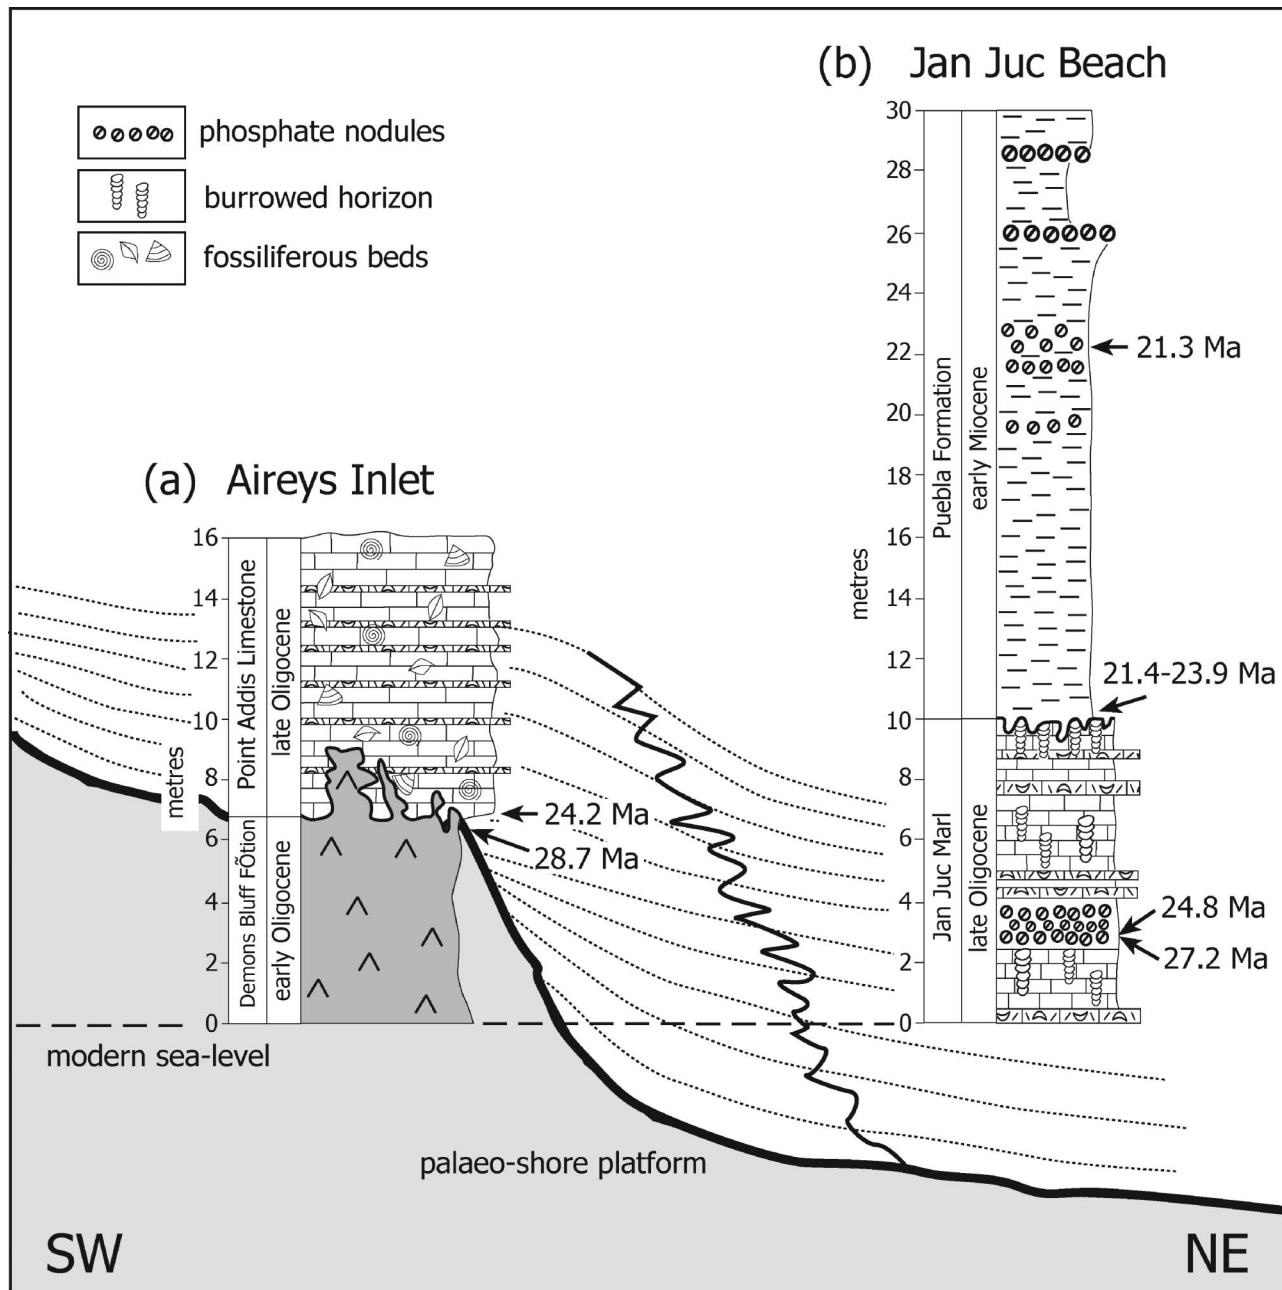 (b) Jan Juc Beach
phosphate nodules
burrowed horizon
fossiliferous beds
30
28
26
24
22
20
18
16
14
12
10
8
6
4
2
0
metres
Puebla Formation
early Miocene
Jan Juc Marl
late Oligocene
21.3 Ma
21.4-23.9 Ma
24.8 Ma
27.2 Ma
(a) Aireys Inlet
16
14
12
10
8
6
4
2
0
metres
Point Addis Limestone
late Oligocene
Demons Bluff FÕtion
early Oligocene
24.2 Ma
28.7 Ma
modern sea-level
palaeo-shore platform
SW
NE